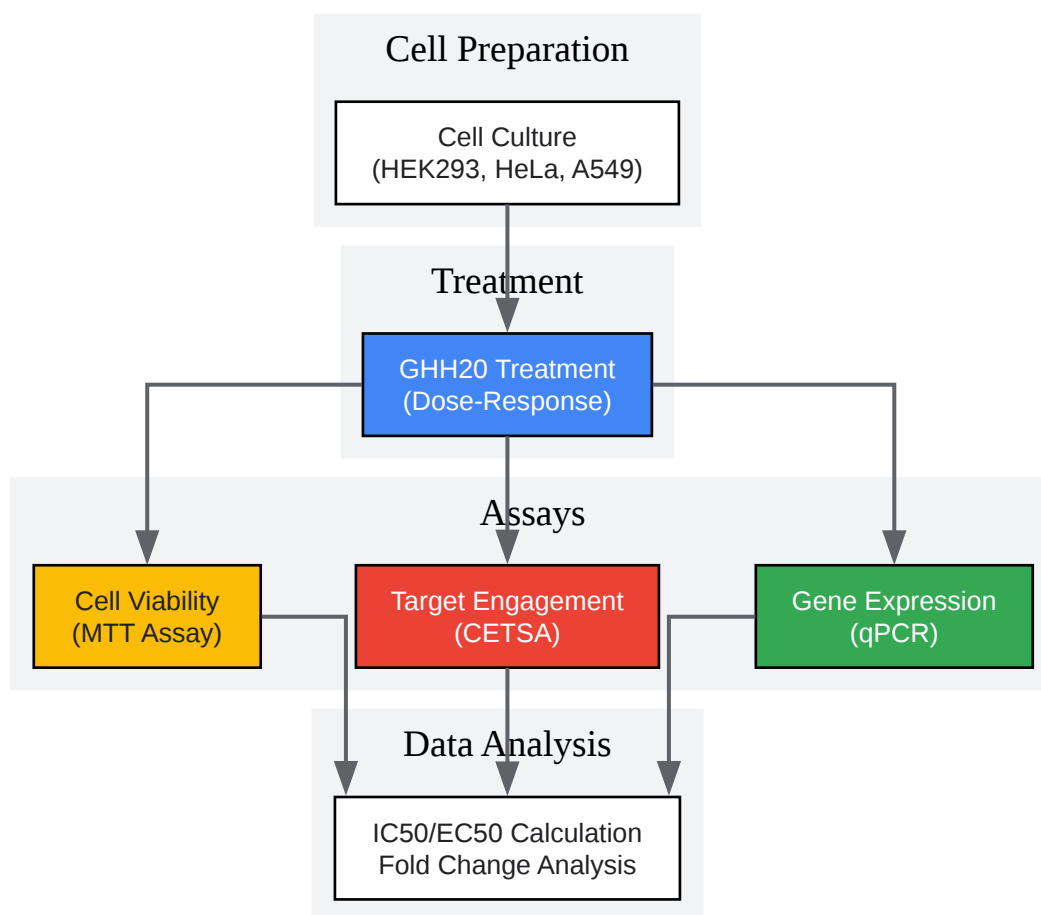 Cell Preparation
Cell Culture
(HEK293, HeLa, A549)
Treatment
GHH20 Treatment
(Dose-Response)
Assays
Cell Viability
(MTT Assay)
Target Engagement
(CETSA)
Gene Expression
(qPCR)
Data Analysis
IC50/EC50 Calculation
Fold Change Analysis